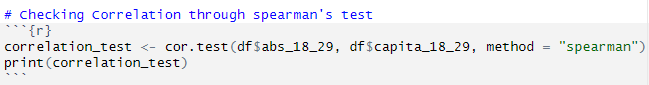 # Checking Correlation through spearman's test
```{r}
correlation_test <- cor.test(df$abs_18_29, df$capita_18_29, method = "spearman")
print(correlation_test)
```